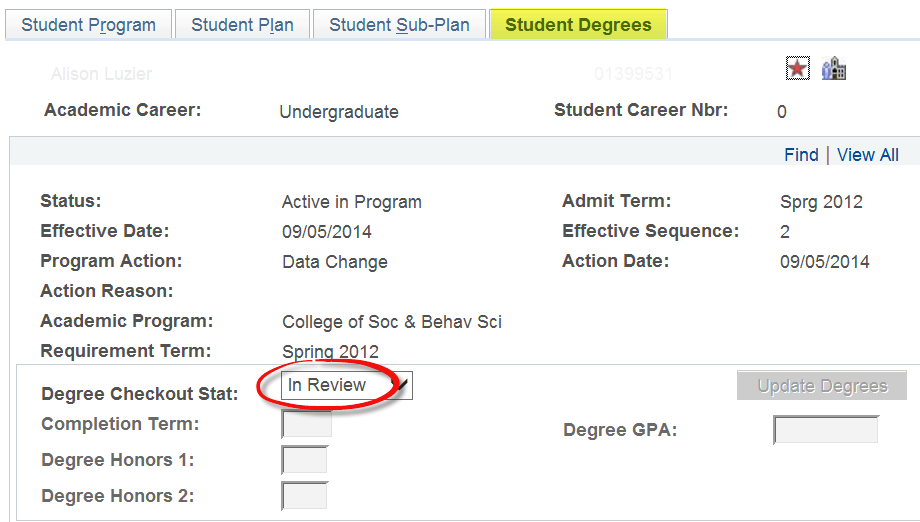 Student Program Student Plan Student Sub-Plan Student Degrees
Alison Luzier 01399531
Academic Career: Undergraduate Student Career Nbr: 0
Find | View All
Status: Active in Program Admit Term: Sprg 2012
Effective Date: 09/05/2014 Effective Sequence: 2
Program Action: Data Change Action Date: 09/05/2014
Action Reason:
Academic Program: College of Soc & Behav Sci
Requirement Term: Spring 2012
Degree Checkout Stat: In Review Update Degrees
Completion Term: Degree GPA:
Degree Honors 1:
Degree Honors 2: